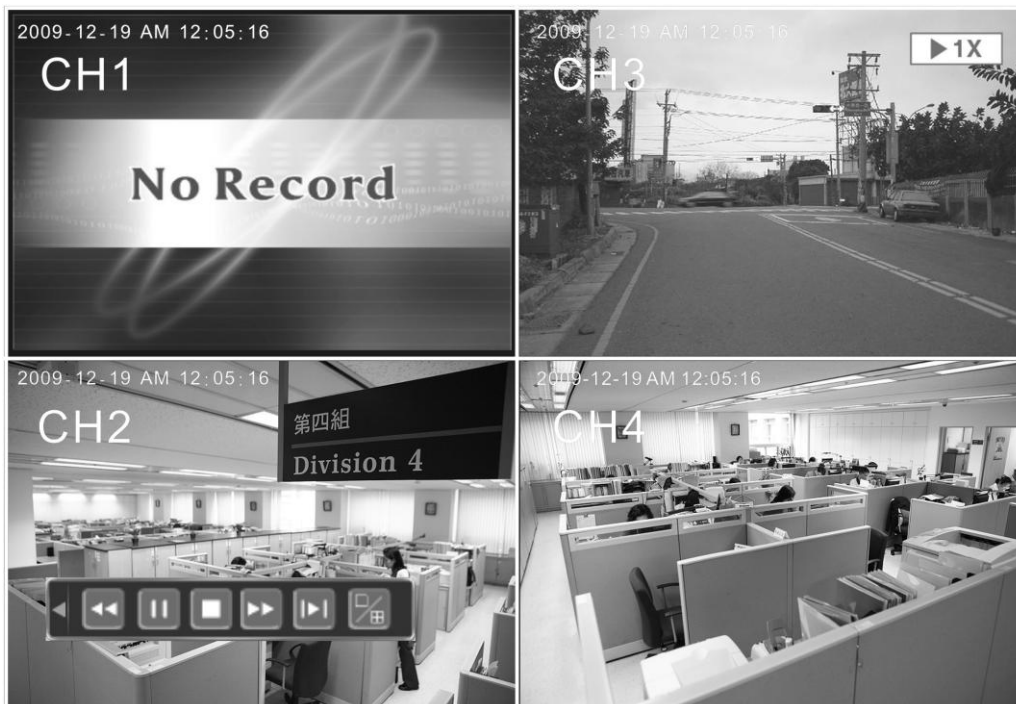 2009-12-19 AM 12:05:16
CH1
No Record
2009-12-19 AM 12:05:16
CH3
1X
2009-12-19 AM 12:05:16
CH2
第四組
Division 4
2009-12-19 AM 12:05:16
CH4